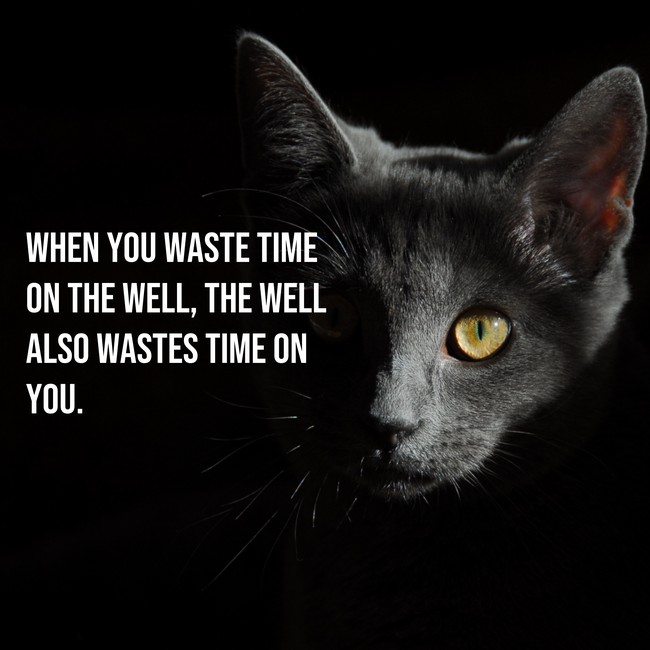 WHEN YOU WASTE TIME
ON THE WELL, THE WELL
ALSO WASTES TIME ON
YOU.